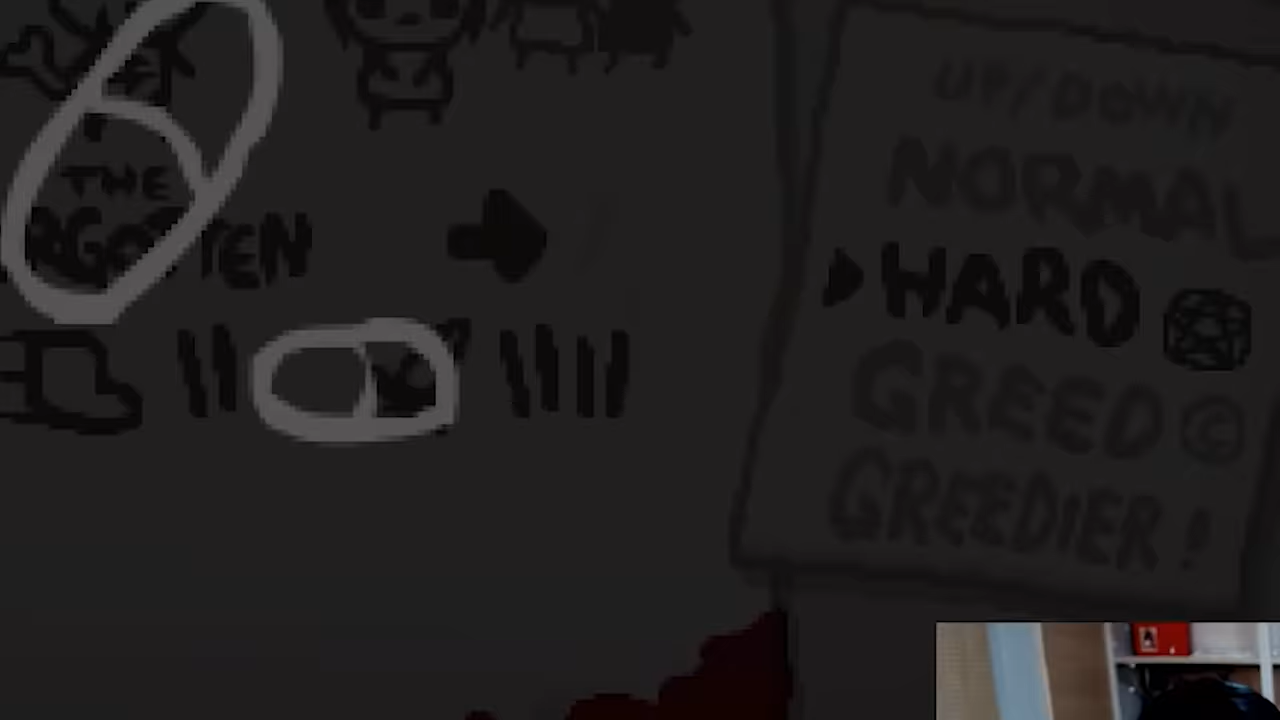 THE
RGOTTEN
UP/DOWN
NORMAL
HARD
GREED ©
GREEDIER!